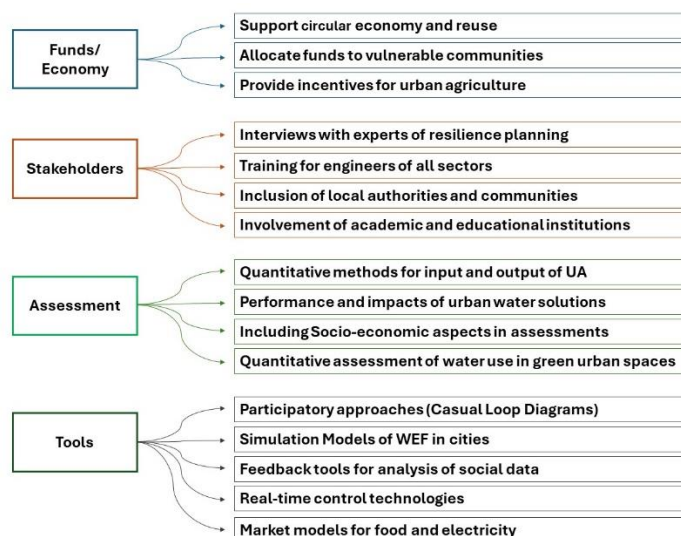 Funds/
Economy
Support circular economy and reuse
Allocate funds to vulnerable communities
Provide incentives for urban agriculture
Stakeholders
Interviews with experts of resilience planning
Training for engineers of all sectors
Inclusion of local authorities and communities
Involvement of academic and educational institutions
Assessment
Quantitative methods for input and output of UA
Performance and impacts of urban water solutions
Including Socio-economic aspects in assessments
Quantitative assessment of water use in green urban spaces
Tools
Participatory approaches (Casual Loop Diagrams)
Simulation Models of WEF in cities
Feedback tools for analysis of social data
Real-time control technologies
Market models for food and electricity